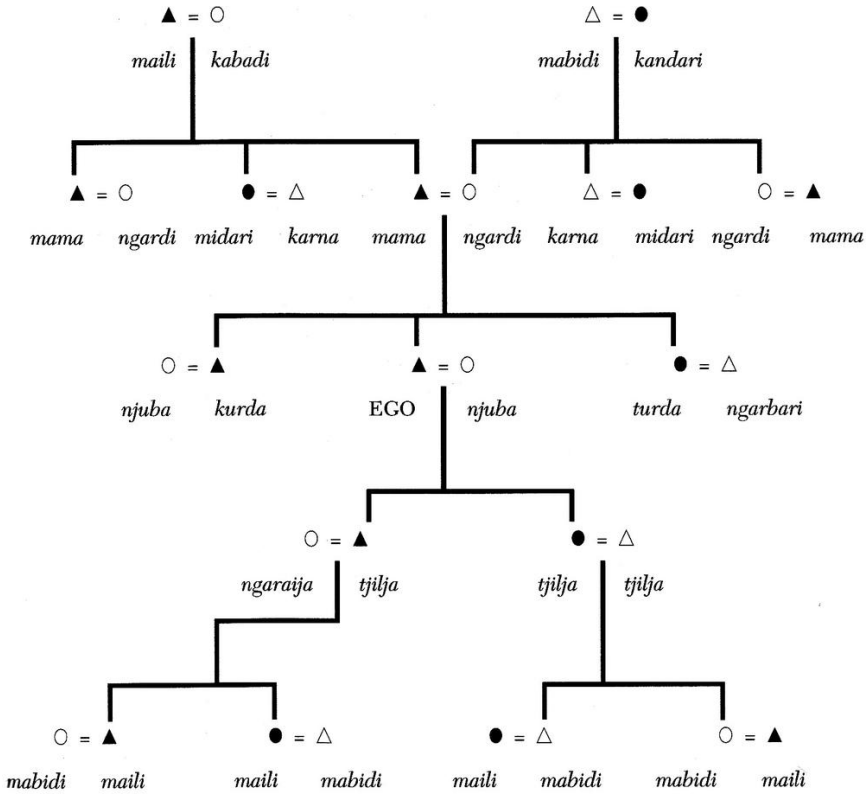 maili kabadi mabidi kandari
mama ngardi midari karna mama ngardi karna midari ngardi mama
njuba kurda EGO njuba turda ngarbari
ngaraija tjilja tjilja tjilja
mabidi maili maili mabidi maili mabidi mabidi maili